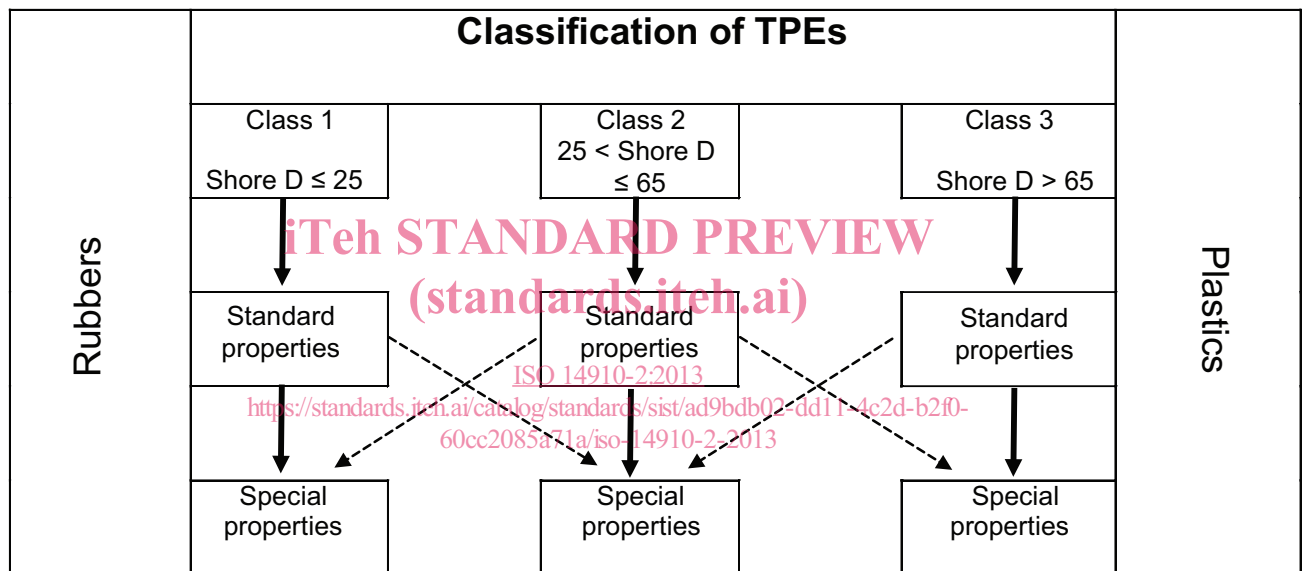 Classification of TPEs
Rubbers
Class 1
Shore D ≤ 25
Class 2
25 < Shore D
≤ 65
Class 3
Shore D > 65
Plastics
iTeh STANDARD PREVIEW
(standards.iteh.ai)
Standard
properties
Standard
properties
Standard
properties
ISO 14910-2:2013
https://standards.iteh.ai/catalog/standards/sist/ad9bdb02-dd11-4c2d-b2f0-
60cc2085a71a/iso-14910-2-2013
Special
properties
Special
properties
Special
properties